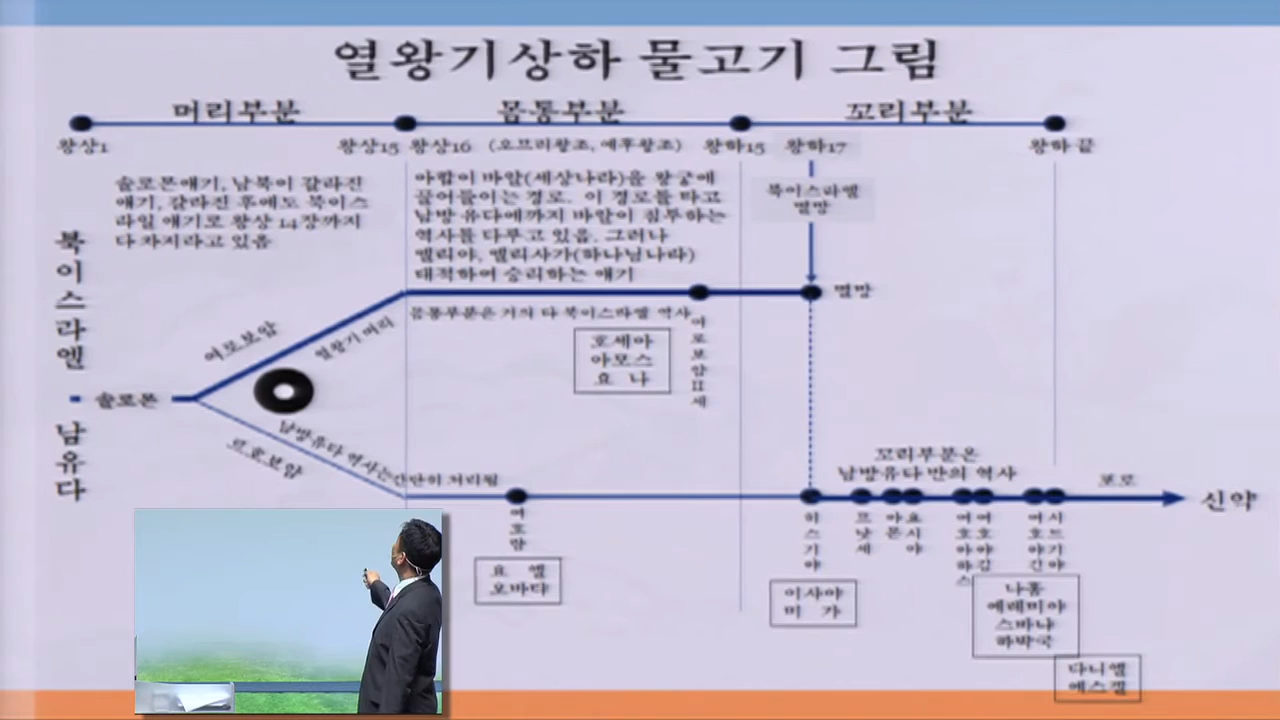 열왕기상하 물고기 그림
머리부분
몸통부분
꼬리부분
왕상1
왕상15
왕상16
(오므리왕조, 예후왕조)
왕하15
왕하17
왕하 끝
솔로몬얘기, 남북이 갈라진
얘기, 갈라진 후에도 북이스
라일 얘기로 왕상 14장까지
다 차지라고 있음
아합이 바알(세상나라)을 왕궁에
끌어들이는 경로. 이 경로를 타고
남방 유다에까지 바알이 침투하는
역사를 다루고 있음. 그러나
엘리야, 엘리사가(하나님나라)
대적하여 승리하는 얘기
북이스라엘
멸망
북이스라엘
멸망
몸통부분은 거의 다 북이스라엘 역사
여로보암
열왕기 머리
호세아
아모스
요 나
여로보암II세
솔로몬
남유다
르호보암
남방유다 역사는 간단히 처리됨
꼬리부분은
남방유다 반의 역사
포로
신약
여호람
히스기야
므낫세
아몬
요시야
여호아하스
여호야김
여호야긴
시드기야
요 엘
오바댜
이사야
미 가
나훔
예레미야
스바냐
하박국
다니엘
에스겔